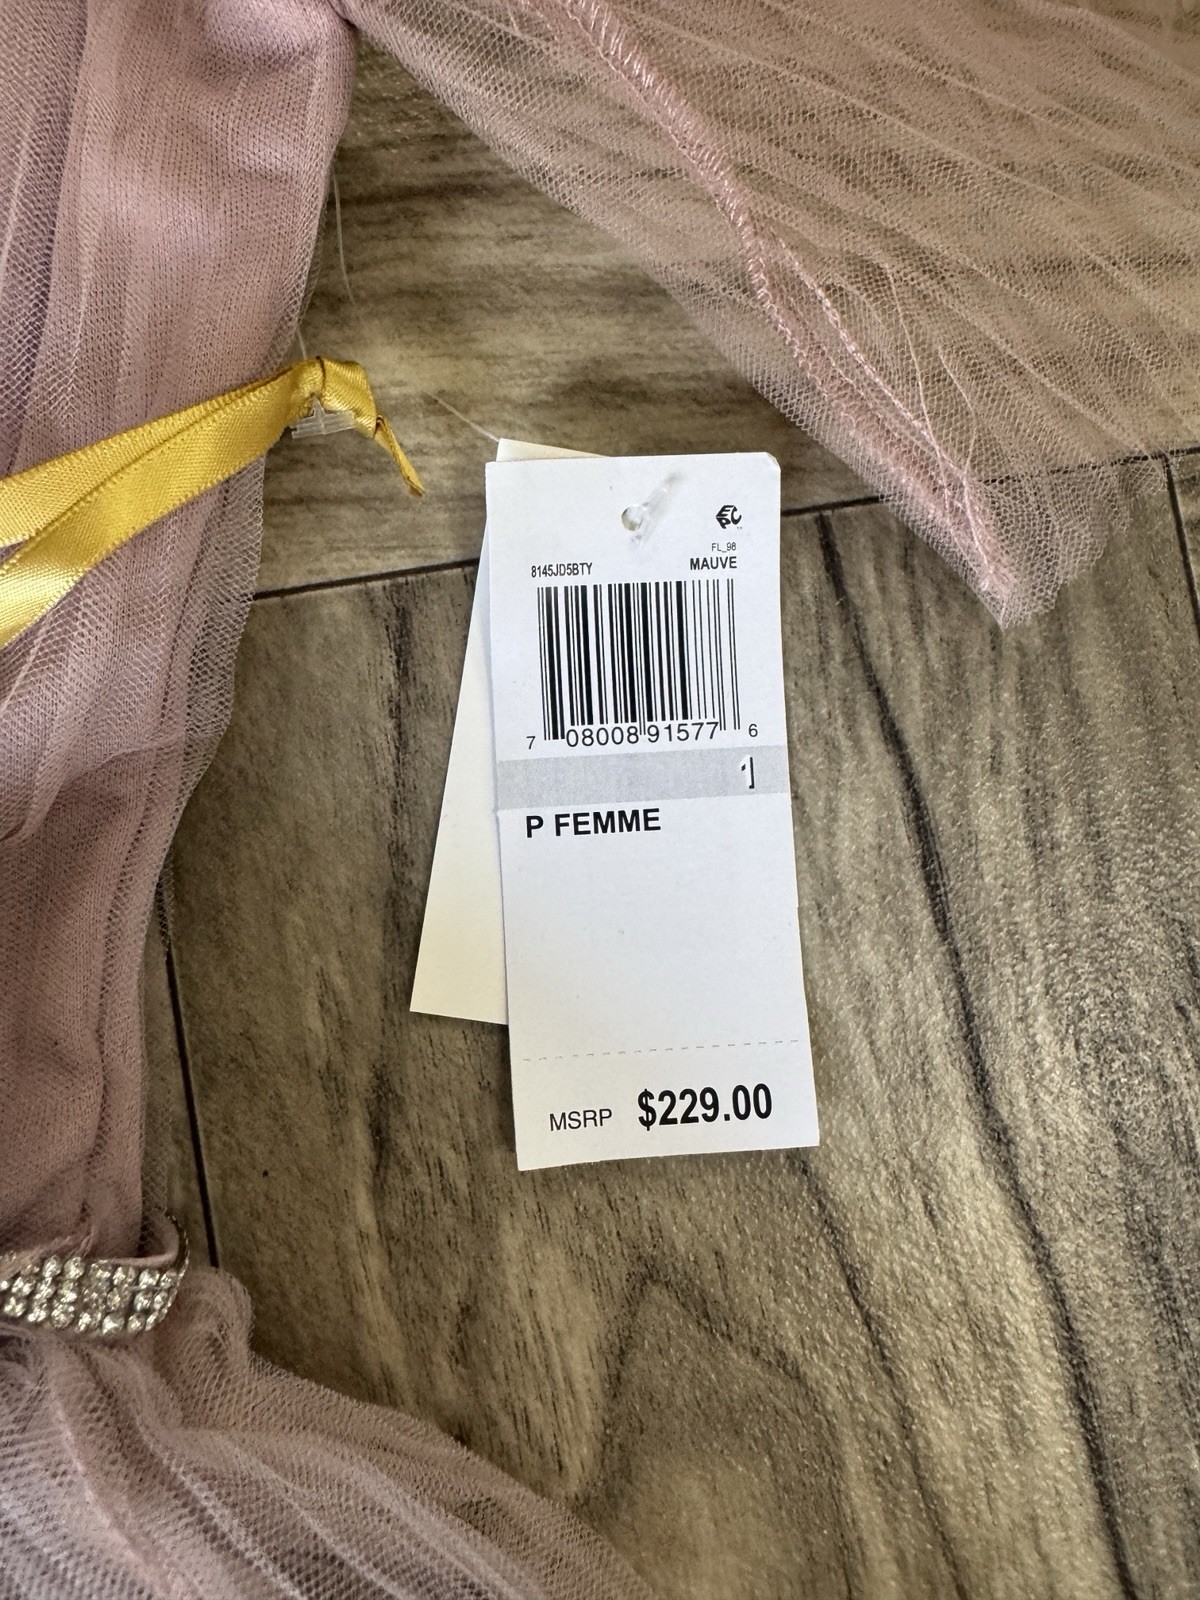 FL_98
8145JD5BTY MAUVE
7 08008 91577 6
1
P FEMME
MSRP $229.00